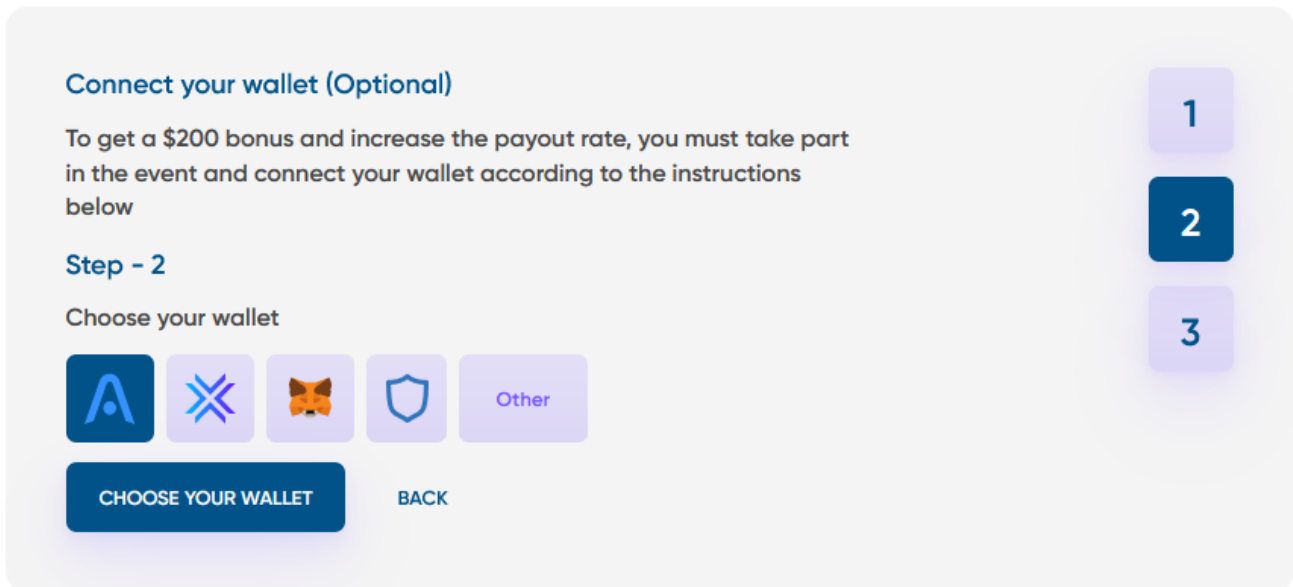 Connect your wallet (Optional)
To get a $200 bonus and increase the payout rate, you must take part
in the event and connect your wallet according to the instructions
below
Step - 2
Choose your wallet
Other
CHOOSE YOUR WALLET
BACK
1
2
3